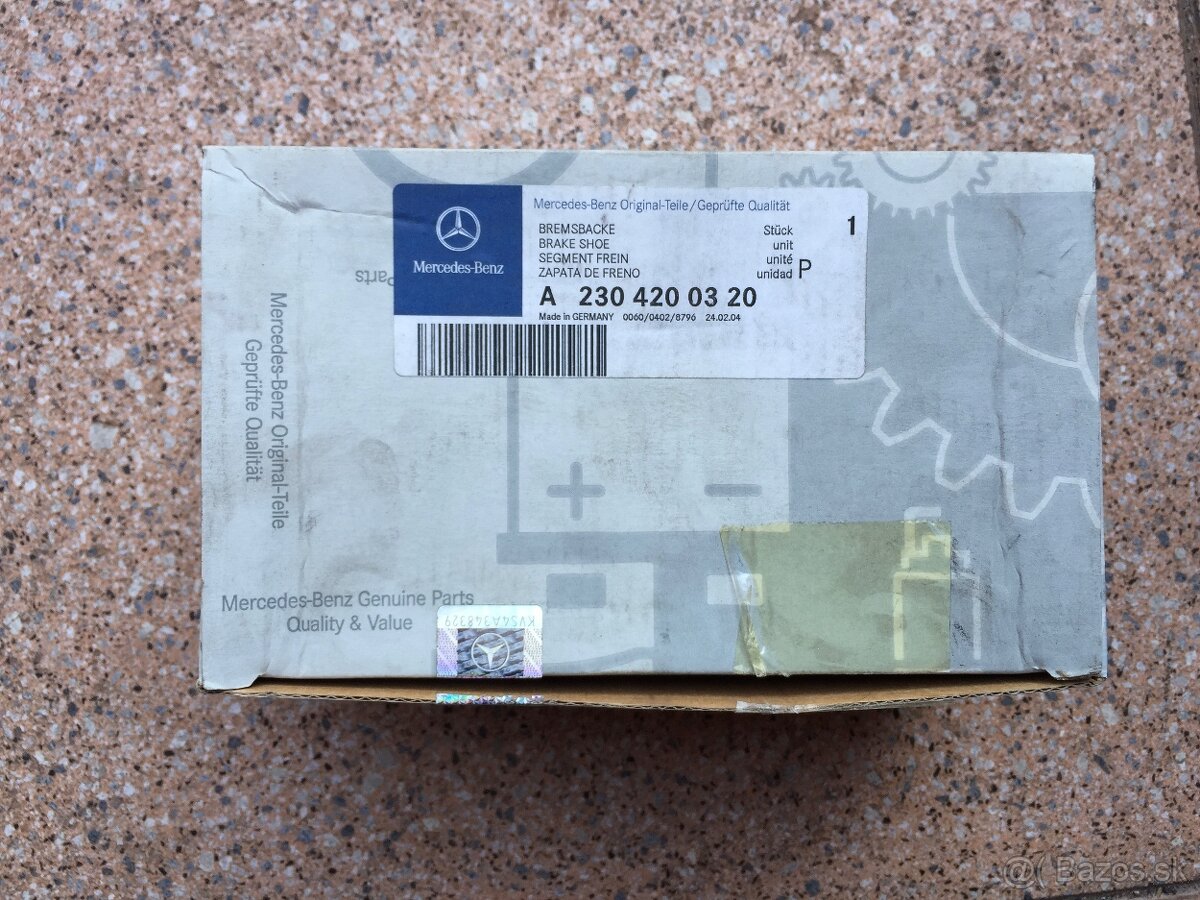 Mercedes-Benz Original-Teile/Geprüfte Qualität
Mercedes-Benz
BREMSBACKE Stück 1
BRAKE SHOE unit
SEGMENT FREIN unité
ZAPATA DE FRENO unidad P
A 230 420 03 20
Made in GERMANY 0060/0402/8796 24.02.04
Parts
Mercedes-Benz Original-Teile
Geprüfte Qualität
Mercedes-Benz Genuine Parts
Quality & Value
KVS4A348329
@( Bazos.sk